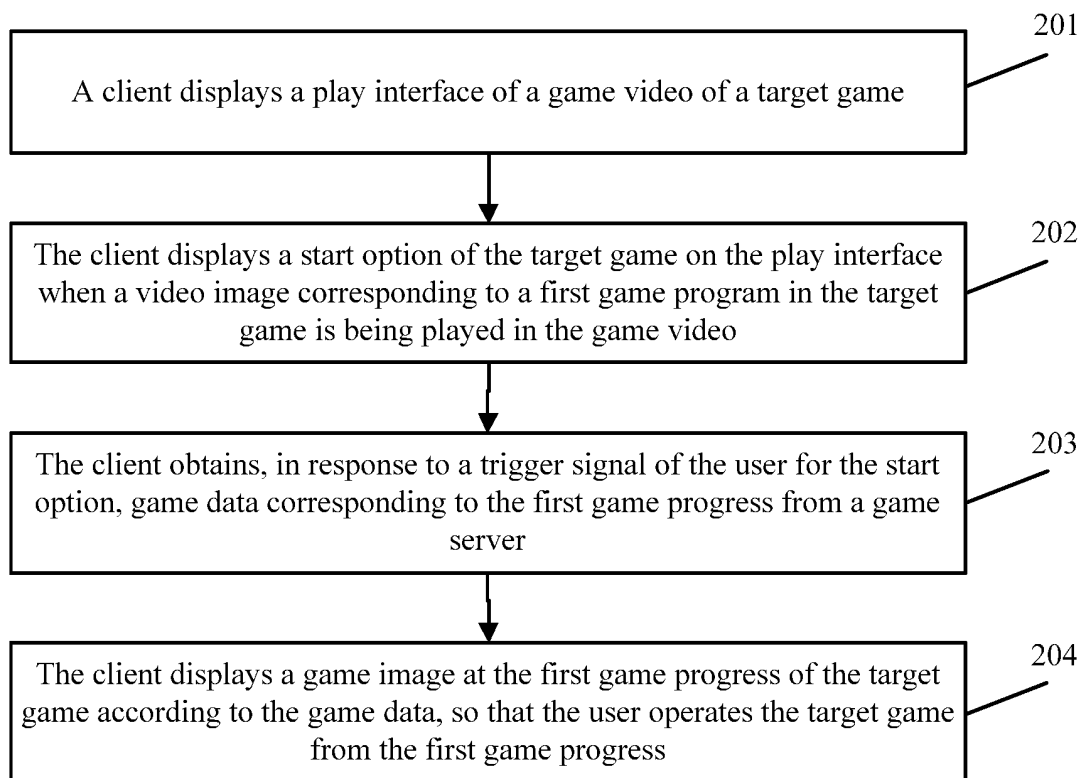 201
A client displays a play interface of a game video of a target game
202
The client displays a start option of the target game on the play interface
when a video image corresponding to a first game program in the target
game is being played in the game video
203
The client obtains, in response to a trigger signal of the user for the start
option, game data corresponding to the first game progress from a game
server
204
The client displays a game image at the first game progress of the target
game according to the game data, so that the user operates the target game
from the first game progress